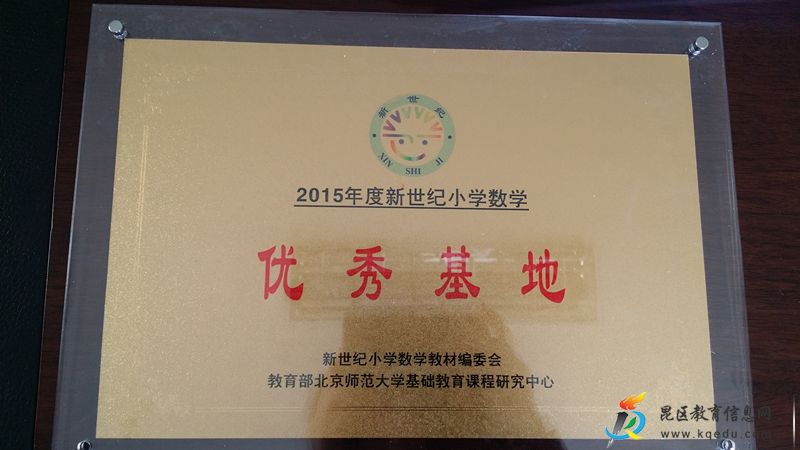 新世纪
XIN SHI JI
2015年度新世纪小学数学
优秀基地
新世纪小学数学教材编委会
教育部北京师范大学基础教育课程研究中心
昆区教育信息网
www.kqedu.com